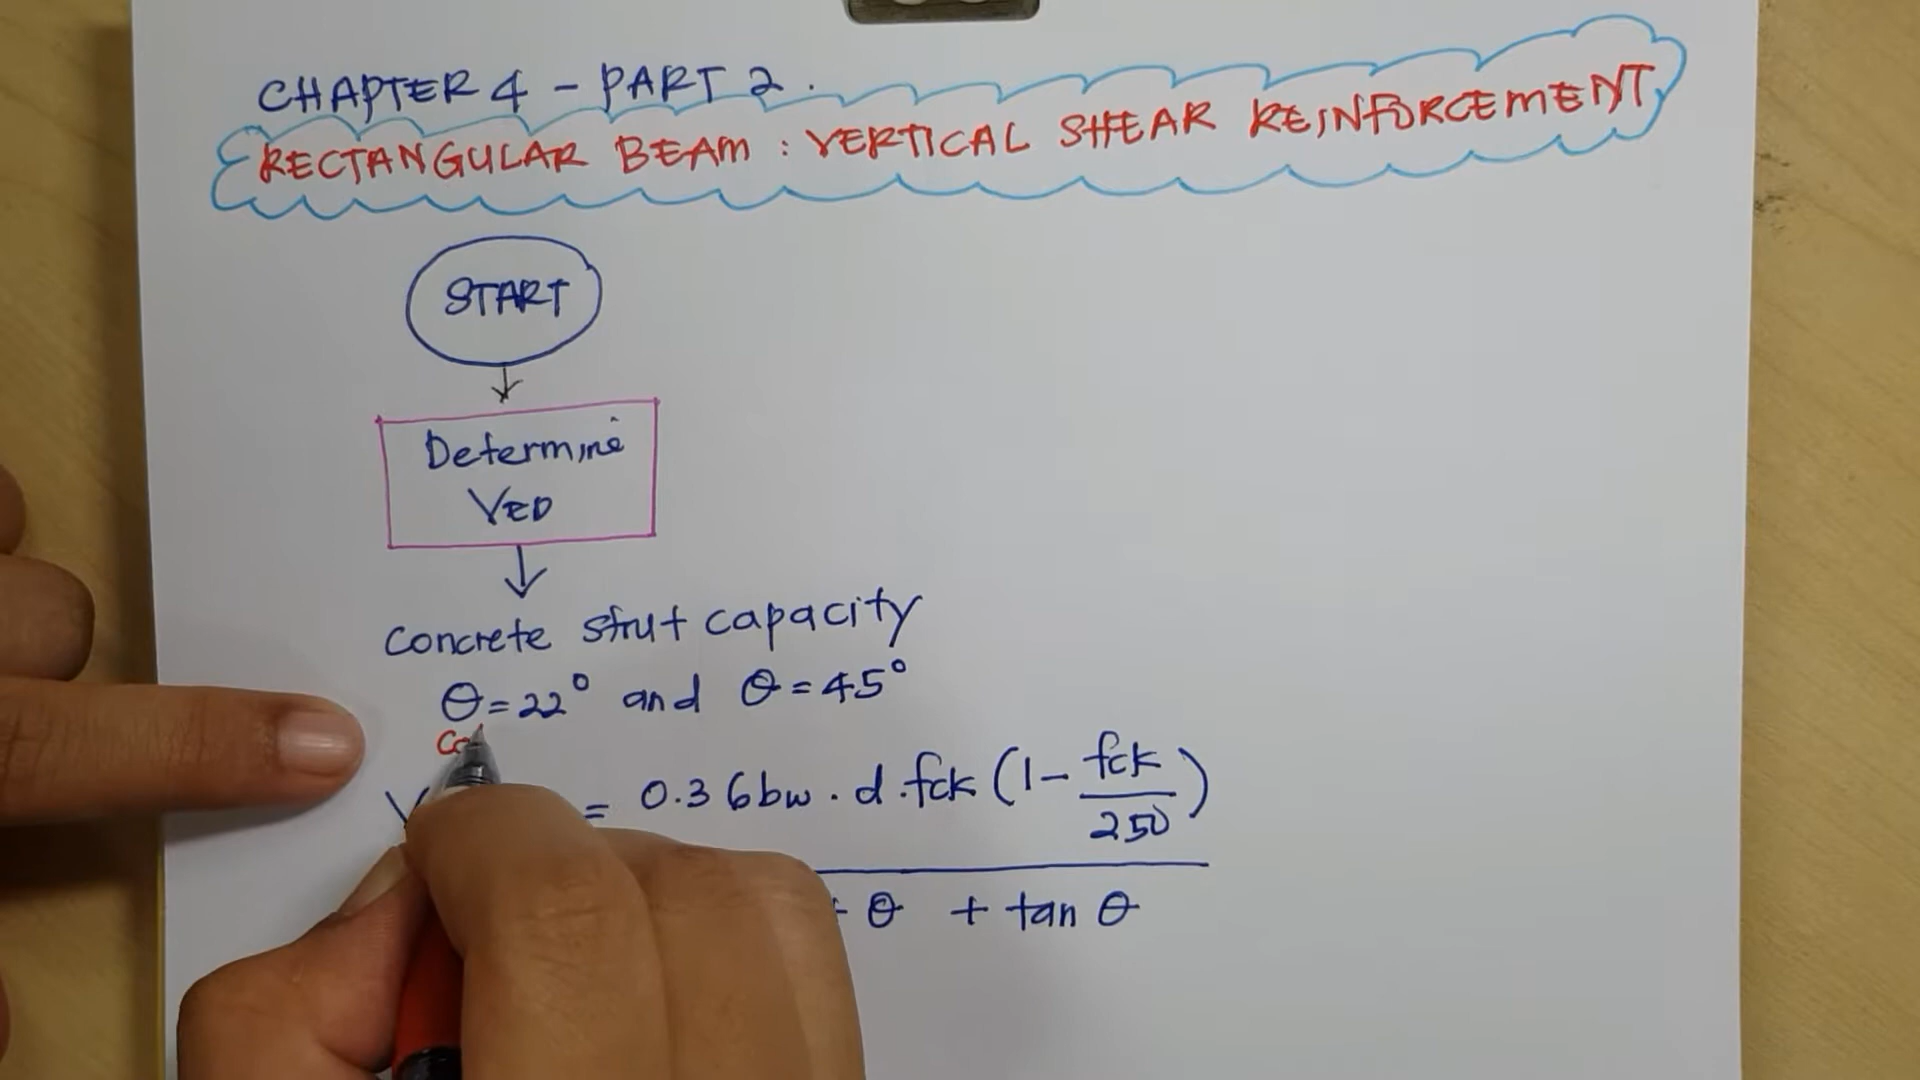 CHAPTER 4 - PART 2.
RECTANGULAR BEAM : VERTICAL SHEAR REINFORCEMENT
START
Determine
VED
Concrete strut capacity
θ = 22° and θ = 45°
= 0.36bw . d . fck (1 - fck
250)
θ + tan θ